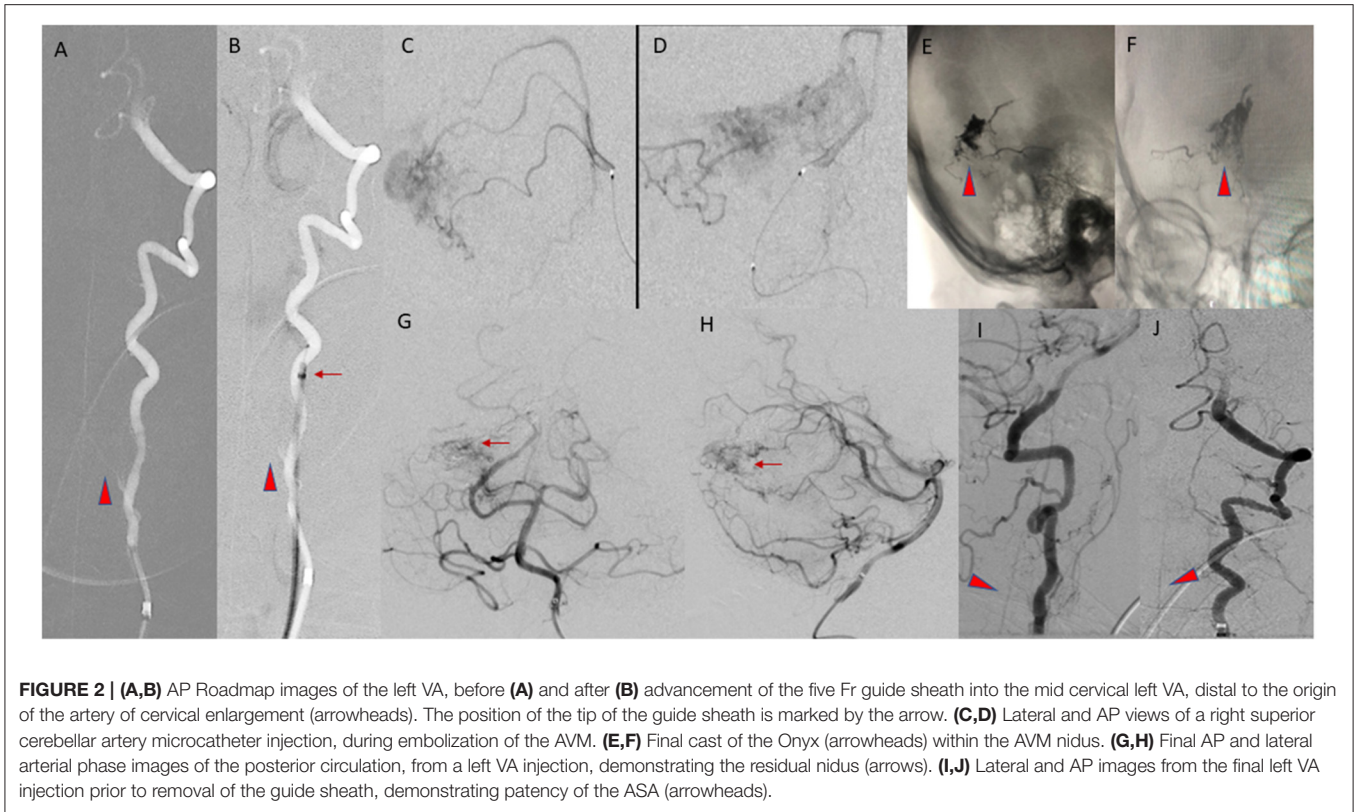 A
B
C
D
E
F
G
H
I
J
FIGURE 2 | (A,B) AP Roadmap images of the left VA, before (A) and after (B) advancement of the five Fr guide sheath into the mid cervical left VA, distal to the origin
of the artery of cervical enlargement (arrowheads). The position of the tip of the guide sheath is marked by the arrow. (C,D) Lateral and AP views of a right superior
cerebellar artery microcatheter injection, during embolization of the AVM. (E,F) Final cast of the Onyx (arrowheads) within the AVM nidus. (G,H) Final AP and lateral
arterial phase images of the posterior circulation, from a left VA injection, demonstrating the residual nidus (arrows). (I,J) Lateral and AP images from the final left VA
injection prior to removal of the guide sheath, demonstrating patency of the ASA (arrowheads).